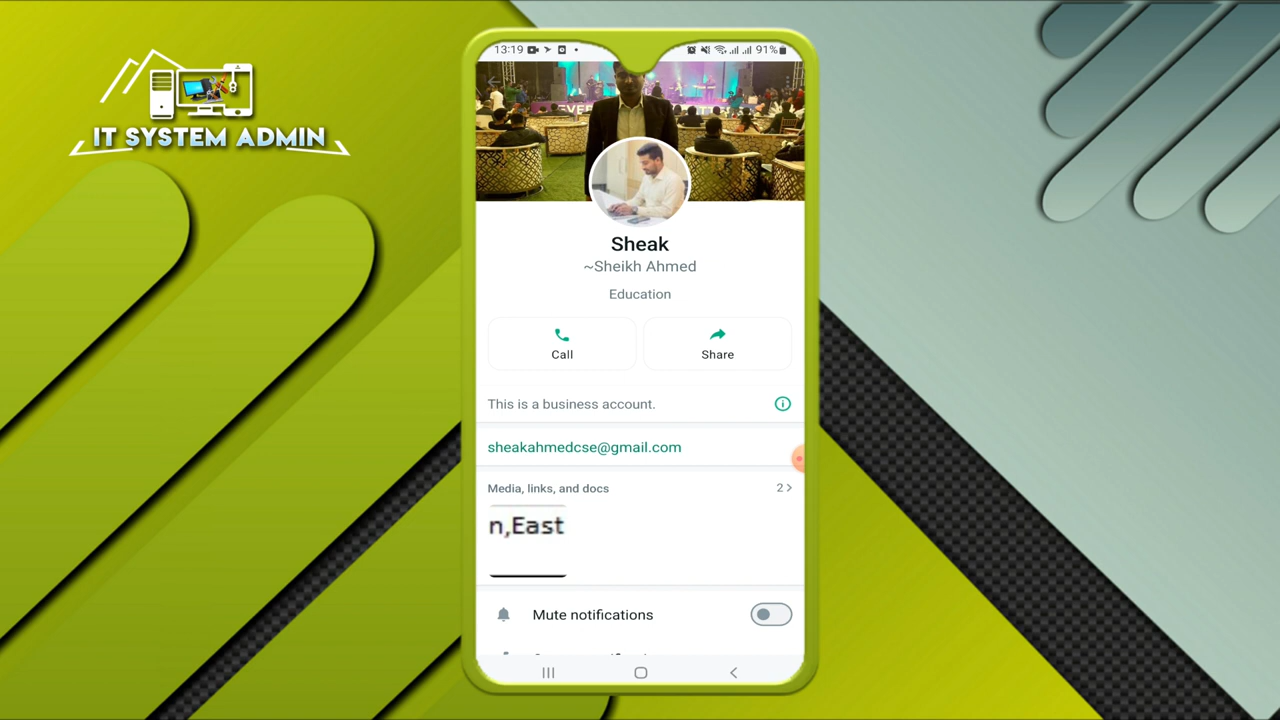 IT SYSTEM ADMIN
13:19
91%
EVER
Sheak
~Sheikh Ahmed
Education
Call
Share
This is a business account.
sheakahmedcse@gmail.com
Media, links, and docs
2
n,East
Mute notifications